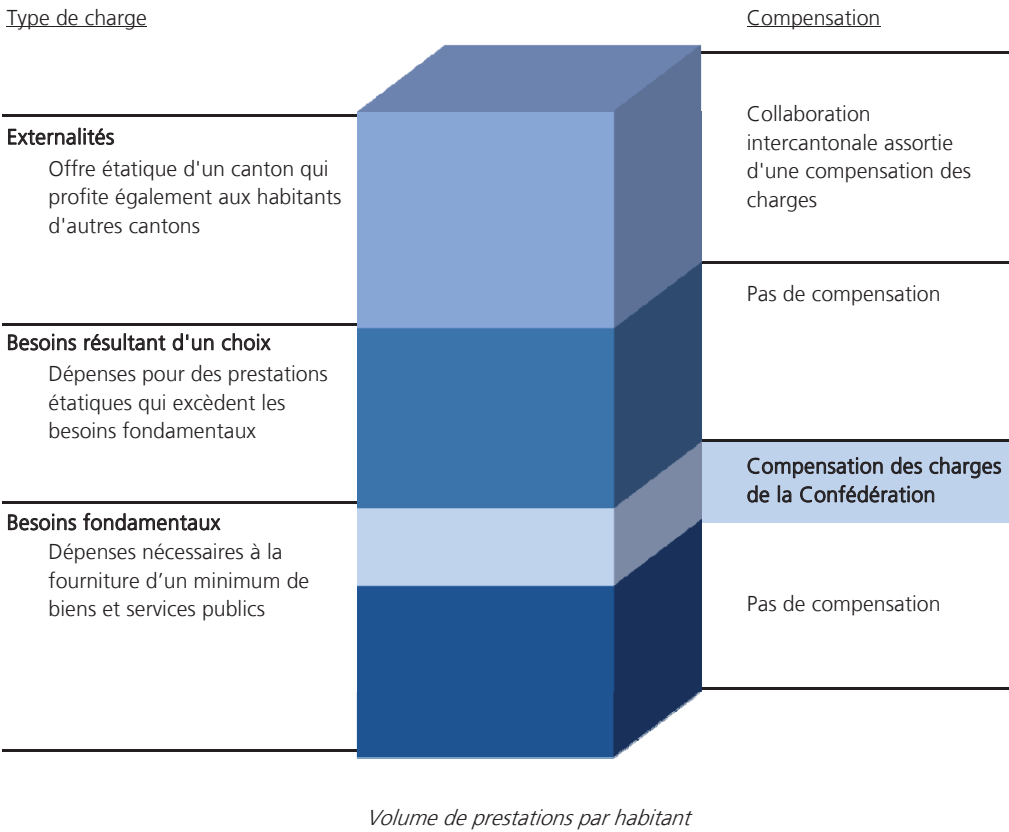 Type de charge
Compensation
Externalités
Offre étatique d'un canton qui
profite également aux habitants
d'autres cantons
Collaboration
intercantonale assortie
d'une compensation des
charges
Pas de compensation
Besoins résultant d'un choix
Dépenses pour des prestations
étatiques qui excèdent les
besoins fondamentaux
Compensation des charges
de la Confédération
Besoins fondamentaux
Dépenses nécessaires à la
fourniture d’un minimum de
biens et services publics
Pas de compensation
Volume de prestations par habitant